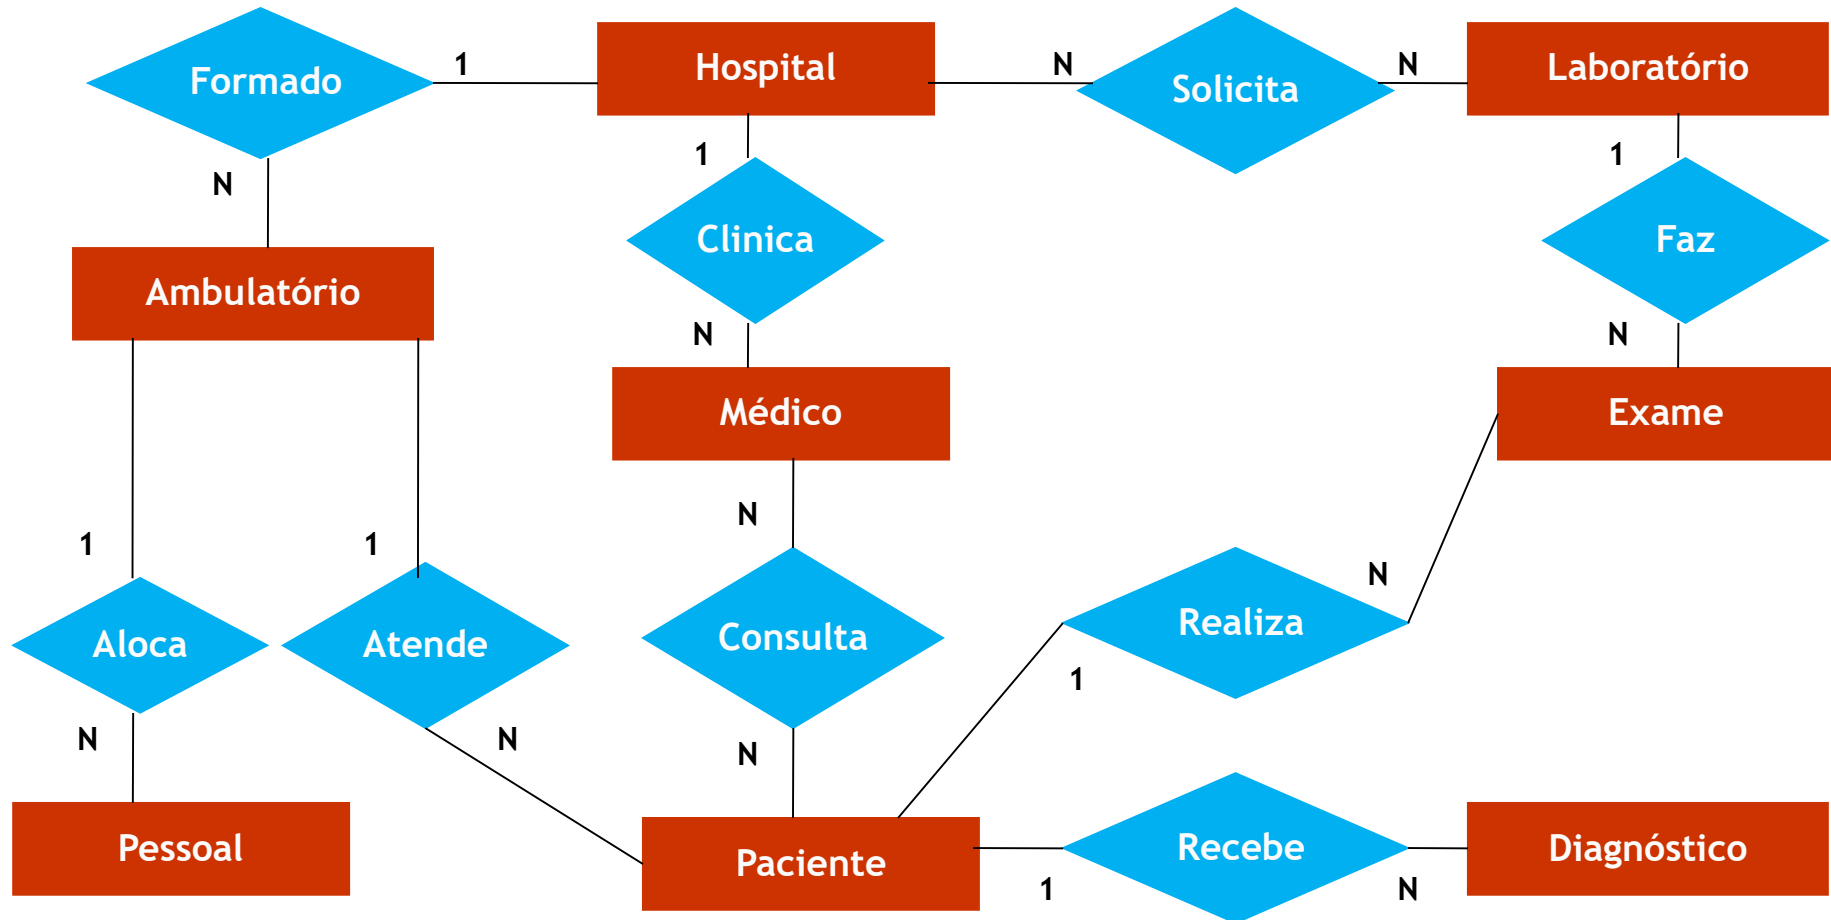 Formado
1
Hospital
N
Solicita
N
Laboratório
N
1
Clinica
1
Faz
Ambulatório
N
Médico
N
Exame
1
1
N
Aloca
Atende
Consulta
N
Realiza
1
N
N
N
Pessoal
Paciente
1
Recebe
N
Diagnóstico